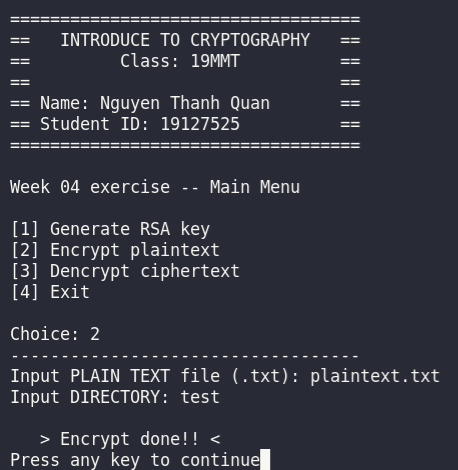 ===================================
==   INTRODUCE TO CRYPTOGRAPHY   ==
==         Class: 19MMT          ==
==                               ==
== Name: Nguyen Thanh Quan       ==
== Student ID: 19127525          ==
===================================
Week 04 exercise -- Main Menu
[1] Generate RSA key
[2] Encrypt plaintext
[3] Dencrypt ciphertext
[4] Exit
Choice: 2
-----------------------------------
Input PLAIN TEXT file (.txt): plaintext.txt
Input DIRECTORY: test
   > Encrypt done!! <
Press any key to continue